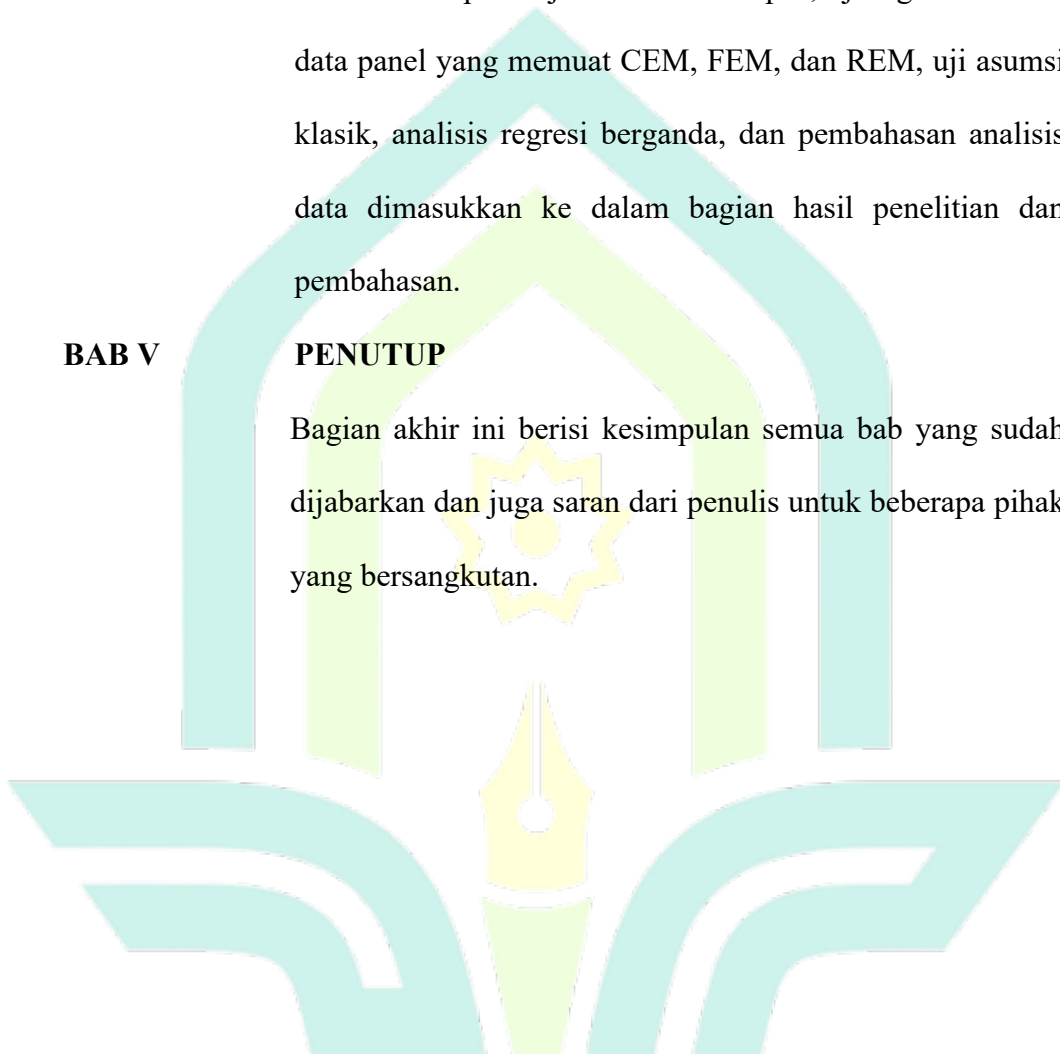 data panel yang memuat CEM, FEM, dan REM, uji asumsi
klasik, analisis regresi berganda, dan pembahasan analisis
data dimasukkan ke dalam bagian hasil penelitian dan
pembahasan.
BAB V PENUTUP
Bagian akhir ini berisi kesimpulan semua bab yang sudah
dijabarkan dan juga saran dari penulis untuk beberapa pihak
yang bersangkutan.